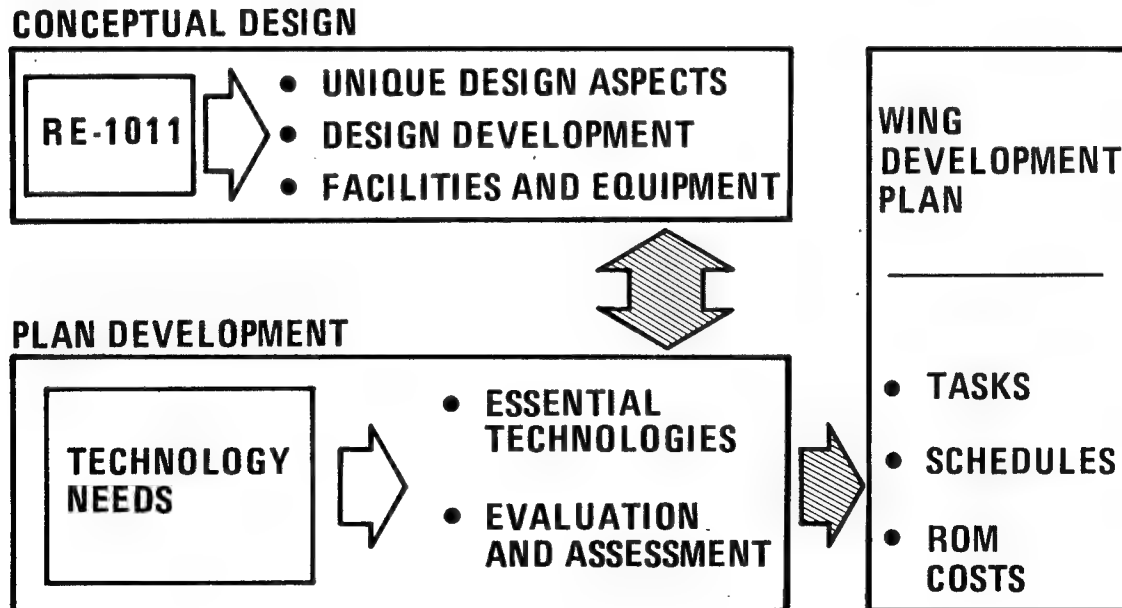 CONCEPTUAL DESIGN
RE-1011
• UNIQUE DESIGN ASPECTS
• DESIGN DEVELOPMENT
• FACILITIES AND EQUIPMENT
PLAN DEVELOPMENT
TECHNOLOGY
NEEDS
• ESSENTIAL
TECHNOLOGIES
• EVALUATION
AND ASSESSMENT
WING
DEVELOPMENT
PLAN
• TASKS
• SCHEDULES
• ROM
COSTS